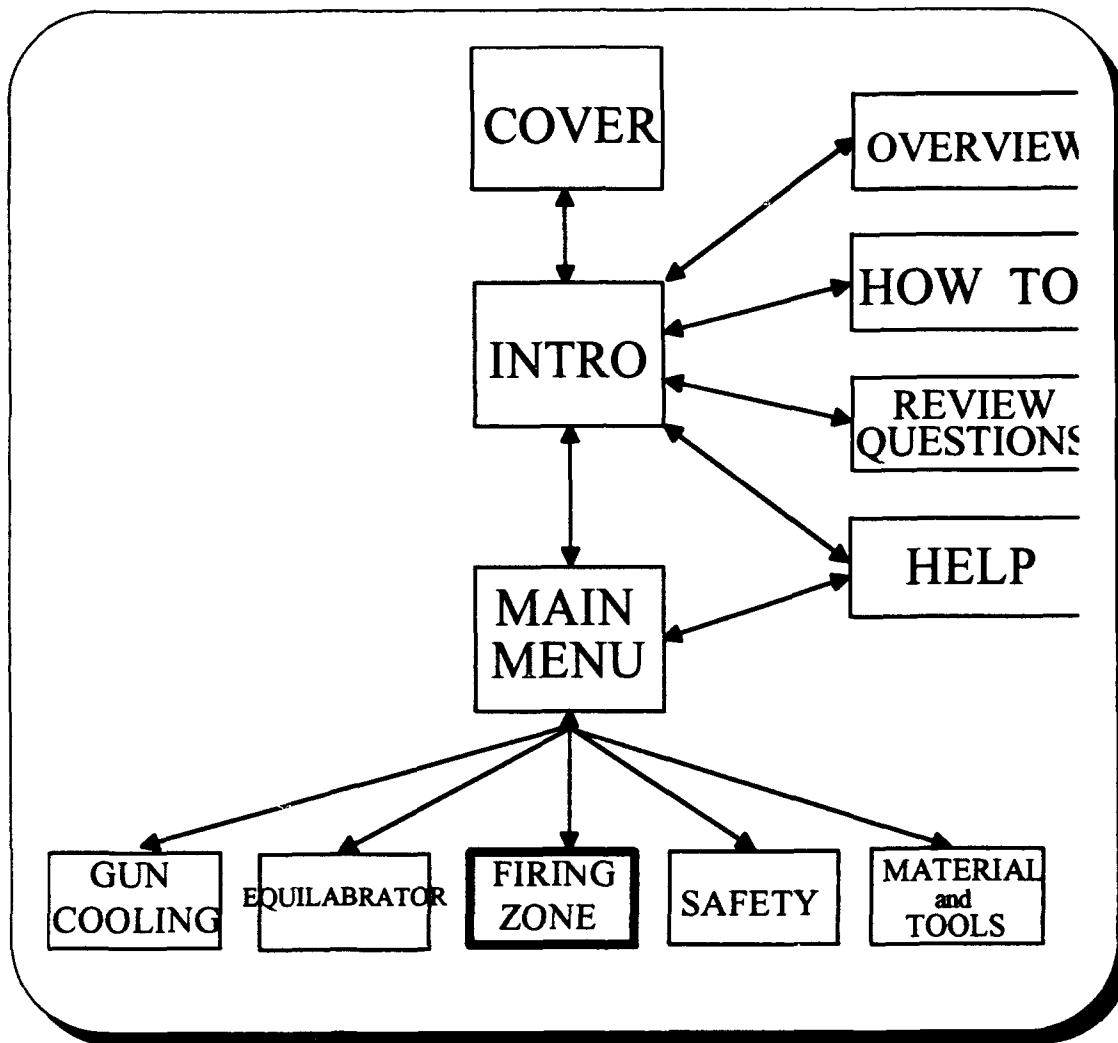 COVER
OVERVIEW
HOW TO
INTRO
REVIEW
QUESTIONS
HELP
MAIN
MENU
GUN
COOLING
EQUILABRATOR
FIRING
ZONE
SAFETY
MATERIAL
and
TOOLS